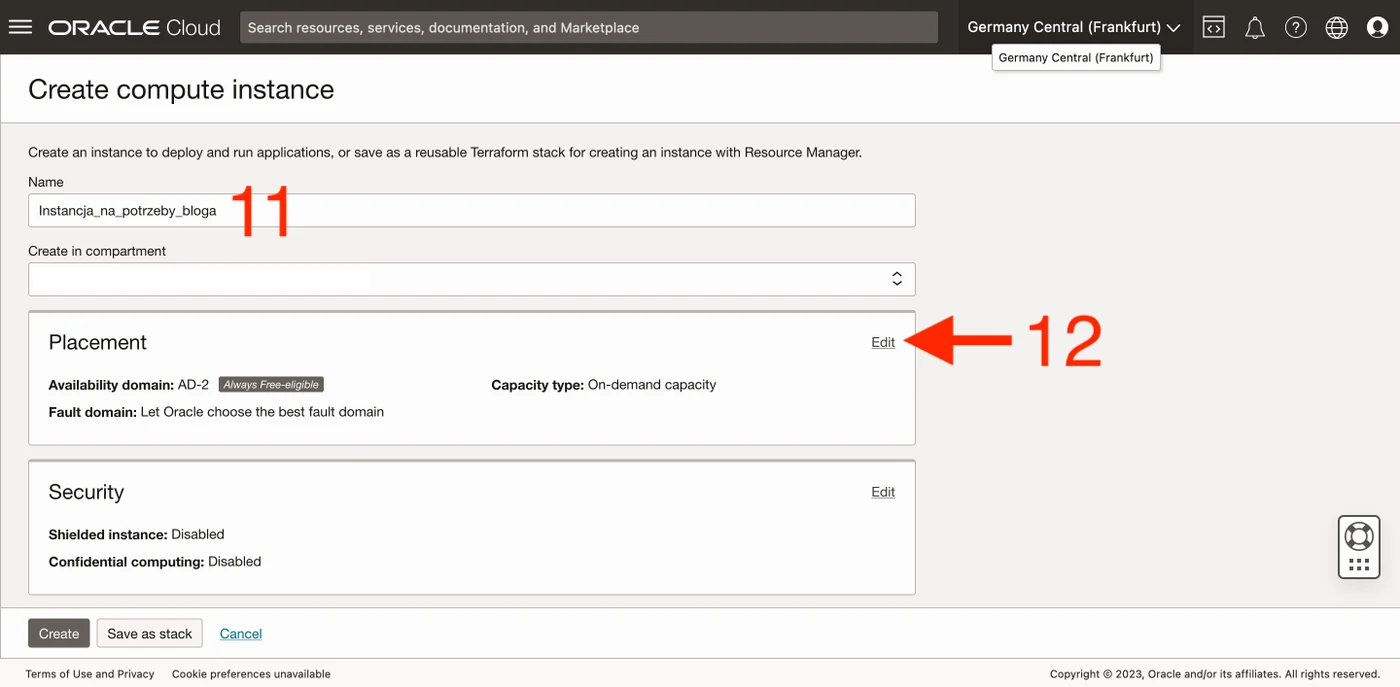 ORACLE Cloud
Search resources, services, documentation, and Marketplace
Germany Central (Frankfurt)
Germany Central (Frankfurt)
Create compute instance
Create an instance to deploy and run applications, or save as a reusable Terraform stack for creating an instance with Resource Manager.
Name
Instancja_na_potrzeby_bloga
11
Create in compartment
Placement
Edit
12
Availability domain: AD-2 Always Free-eligible
Capacity type: On-demand capacity
Fault domain: Let Oracle choose the best fault domain
Security
Edit
Shielded instance: Disabled
Confidential computing: Disabled
Create
Save as stack
Cancel
Terms of Use and Privacy
Cookie preferences unavailable
Copyright © 2023, Oracle and/or its affiliates. All rights reserved.